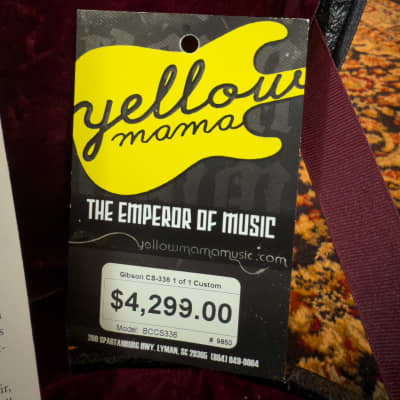 yellow
mama
THE EMPEROR OF MUSIC
yellowmamamusic.com
Gibson CS-336 1 of 1 Custom
$4,299.00
Model: BCCS336 # 9850
200 SPARTANBURG HWY. LYMAN, SC 29365 (864) 949-0004